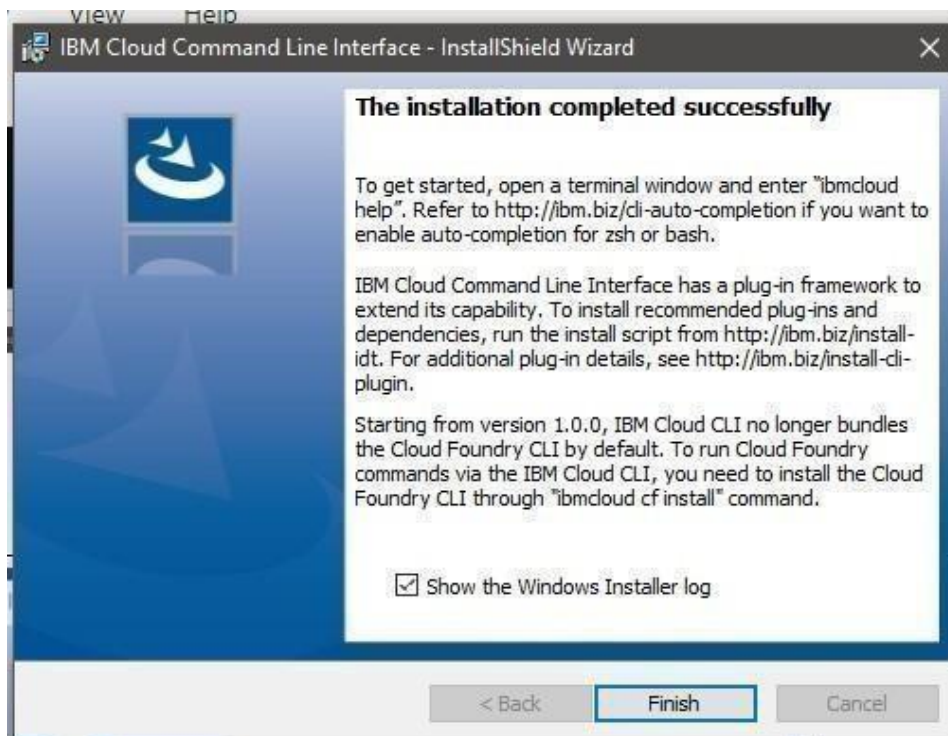 View Help
IBM Cloud Command Line Interface - InstallShield Wizard
The installation completed successfully
To get started, open a terminal window and enter "ibmcloud
help". Refer to http://ibm.biz/cli-auto-completion if you want to
enable auto-completion for zsh or bash.
IBM Cloud Command Line Interface has a plug-in framework to
extend its capability. To install recommended plug-ins and
dependencies, run the install script from http://ibm.biz/install-
idt. For additional plug-in details, see http://ibm.biz/install-cli-
plugin.
Starting from version 1.0.0, IBM Cloud CLI no longer bundles
the Cloud Foundry CLI by default. To run Cloud Foundry
commands via the IBM Cloud CLI, you need to install the Cloud
Foundry CLI through "ibmcloud cf install" command.
Show the Windows Installer log
< Back Finish Cancel